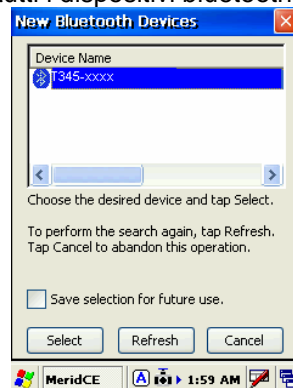 New Bluetooth Devices
Device Name
T345-xxxx
Choose the desired device and tap Select.
To perform the search again, tap Refresh.
Tap Cancel to abandon this operation.
Save selection for future use.
Select Refresh Cancel
MeridCE A 1:59 AM